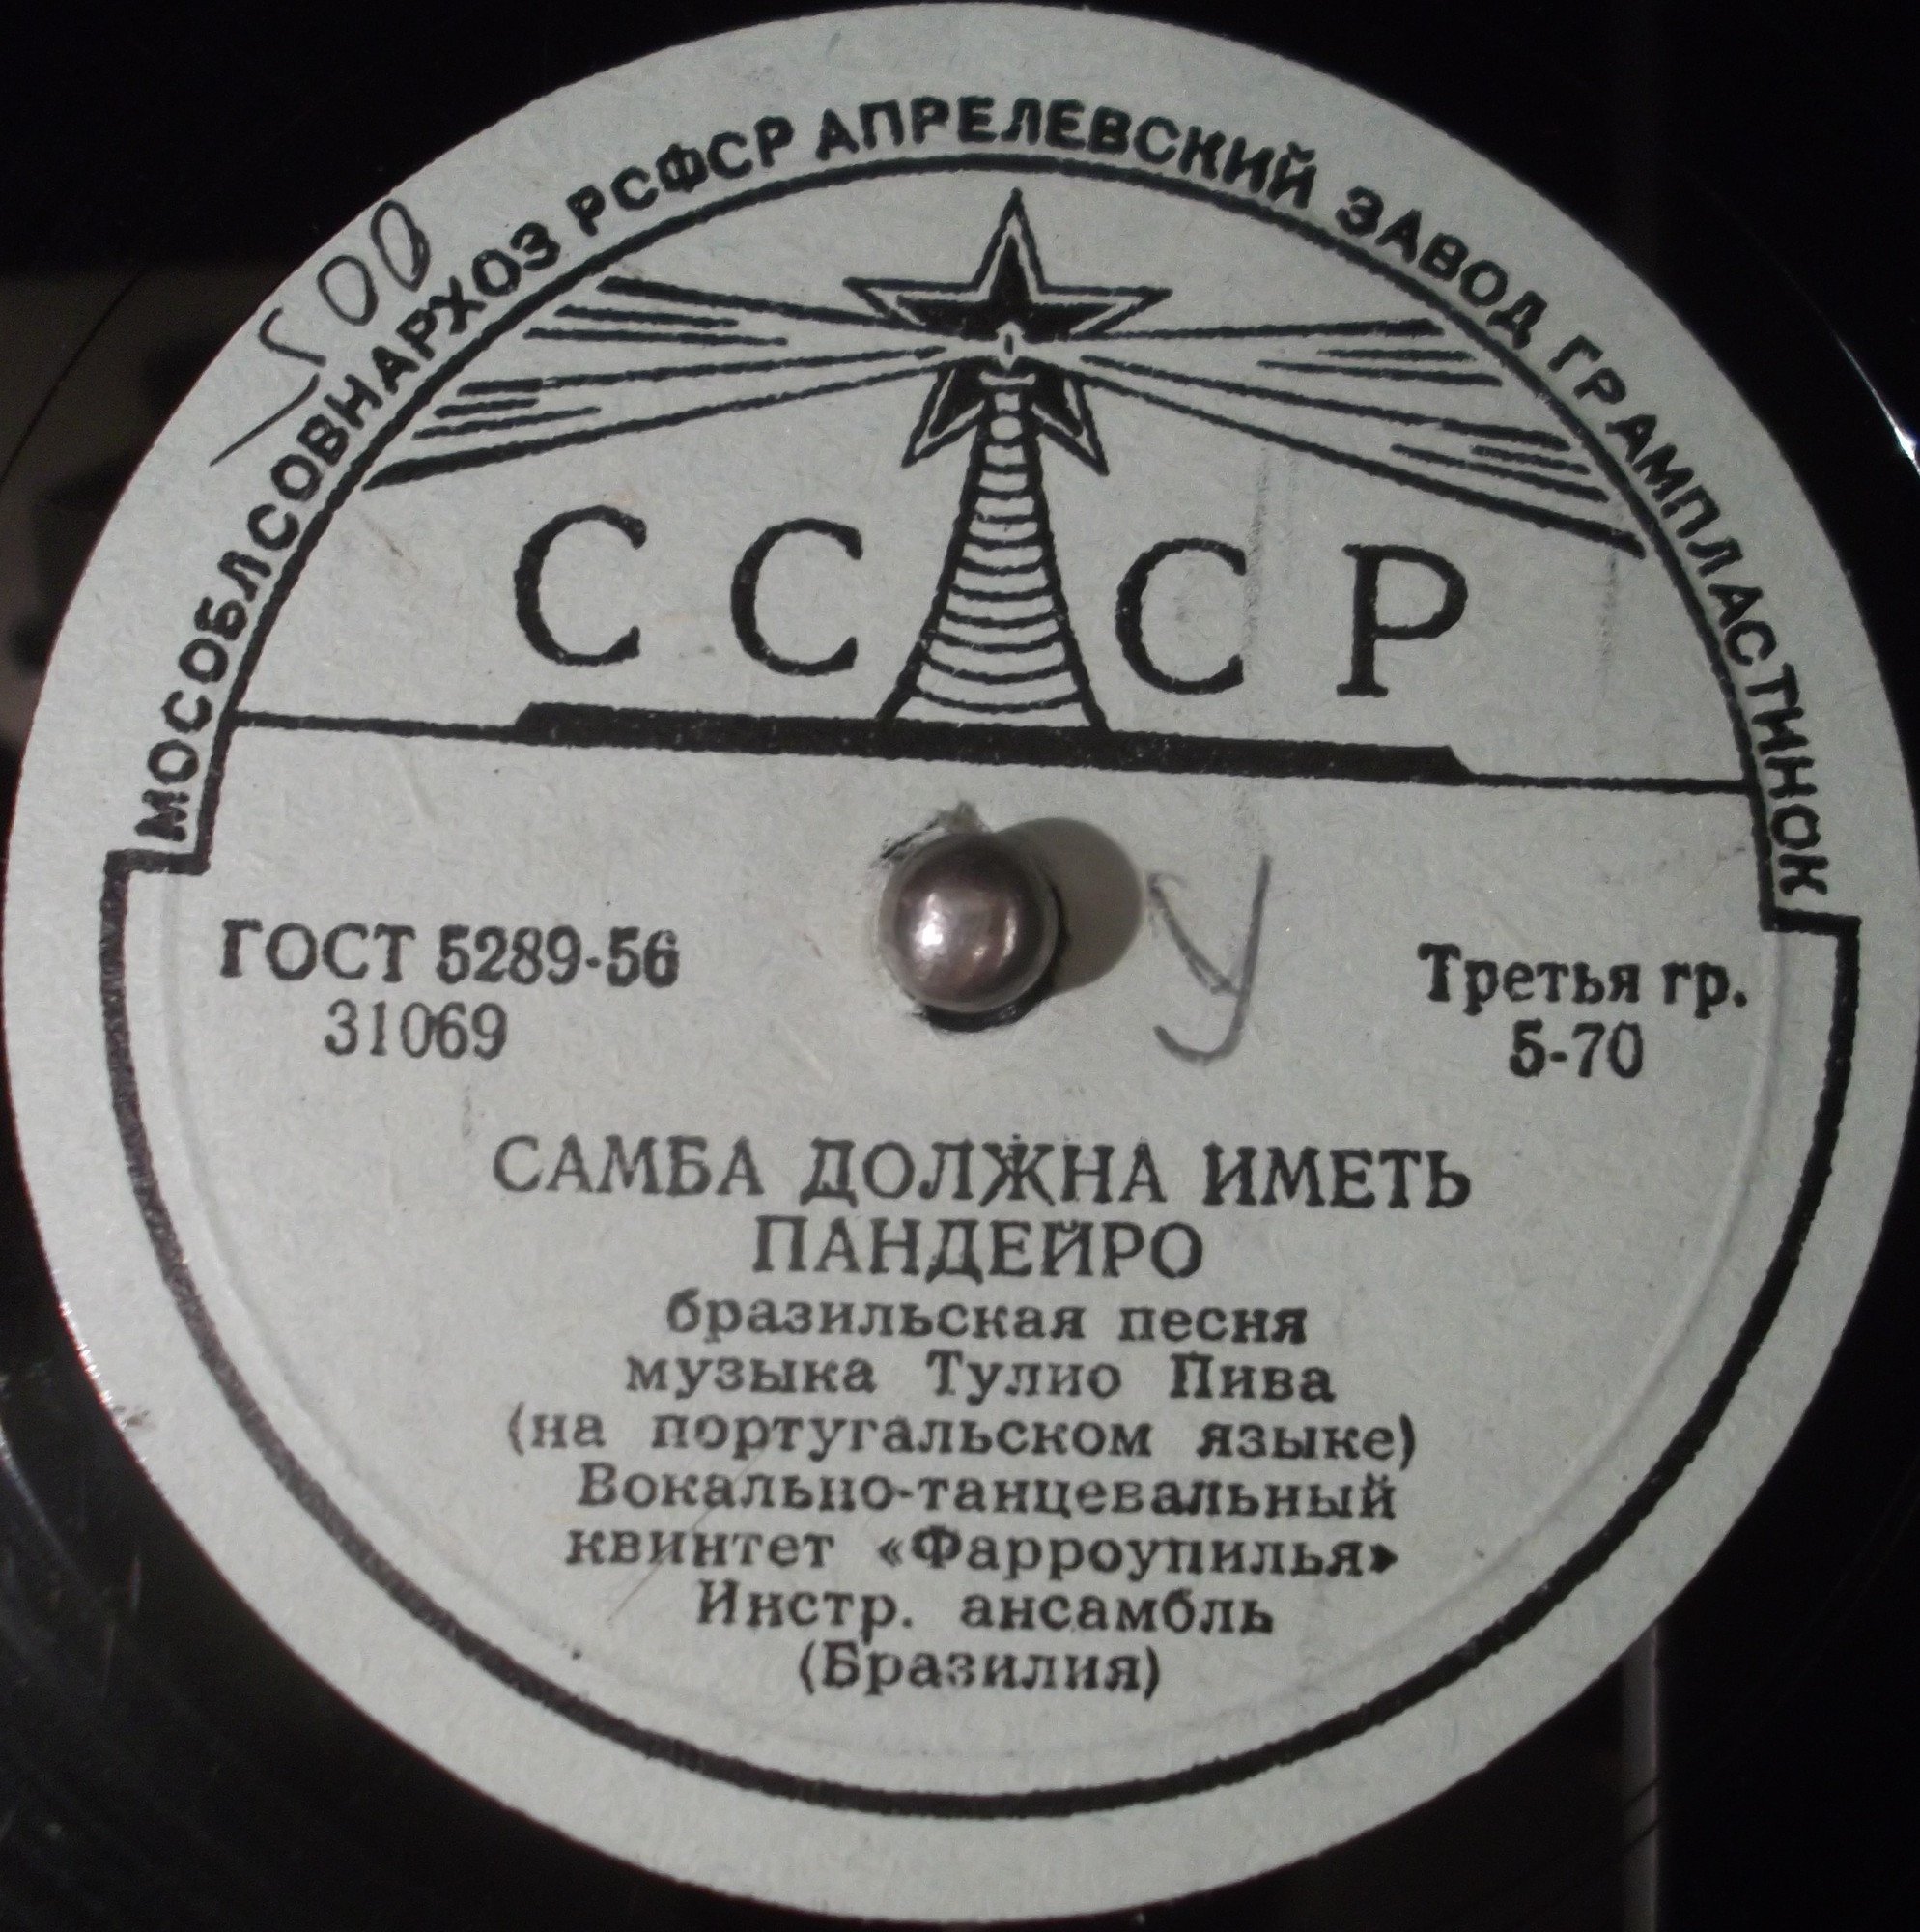 МОСОБЛСОВНАРХОЗ РСФСР АПРЕЛЕВСКИЙ ЗАВОД ГРАМПЛАСТИНОК
500
СССР
ГОСТ 5289-56
31069
У
Третья гр.
5-70
САМБА ДОЛЖНА ИМЕТЬ
ПАНДЕЙРО
бразильская песня
музыка Тулио Пива
(на португальском языке)
Вокально-танцевальный
квинтет «Фарроупилья»
Инстр. ансамбль
(Бразилия)